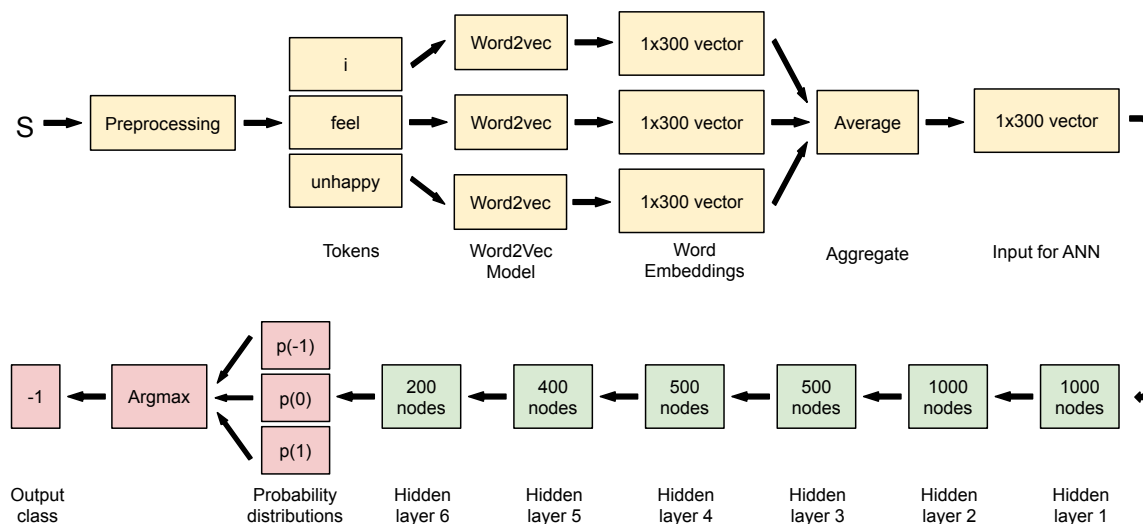 S
Preprocessing
i
feel
unhappy
Tokens
Word2vec
Word2vec
Word2vec
Word2Vec
Model
1x300 vector
1x300 vector
1x300 vector
Word
Embeddings
Average
Aggregate
1x300 vector
Input for ANN
-1
Output
class
Argmax
p(-1)
p(0)
p(1)
Probability
distributions
200
nodes
Hidden
layer 6
400
nodes
Hidden
layer 5
500
nodes
Hidden
layer 4
500
nodes
Hidden
layer 3
1000
nodes
Hidden
layer 2
1000
nodes
Hidden
layer 1